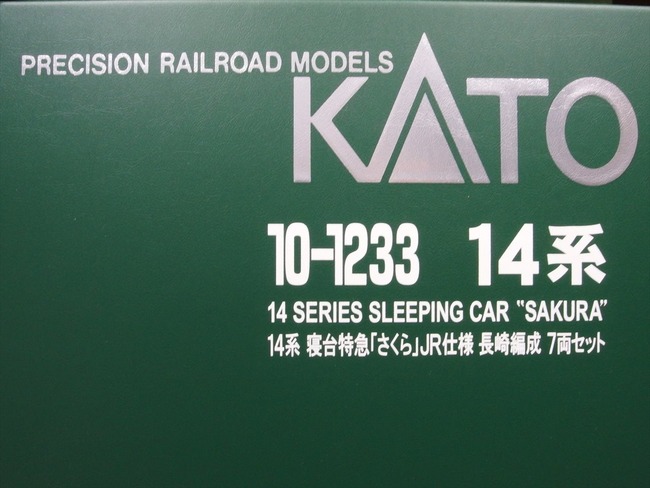 PRECISION RAILROAD MODELS
KATO
10-1233 14系
14 SERIES SLEEPING CAR "SAKURA"
14系 寝台特急「さくら」JR仕様 長崎編成 7両セット